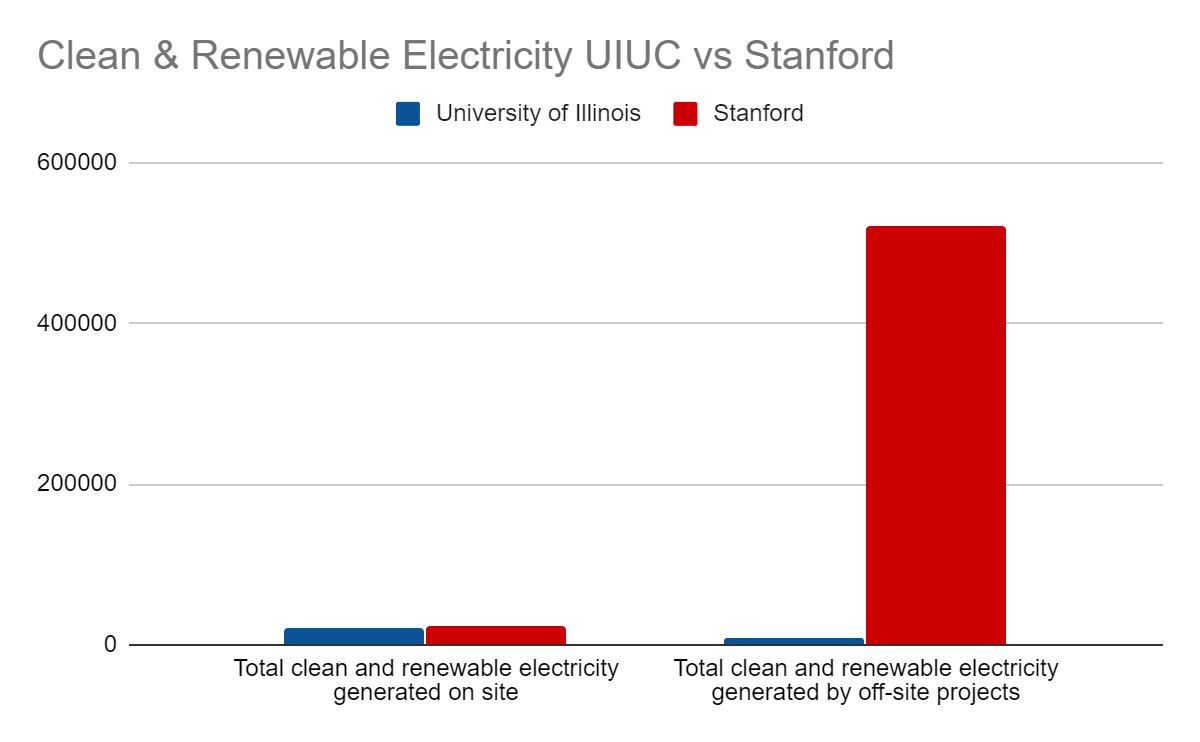 Clean & Renewable Electricity UIUC vs Stanford
University of Illinois
Stanford
600000
400000
200000
0
Total clean and renewable electricity
generated on site
Total clean and renewable electricity
generated by off-site projects